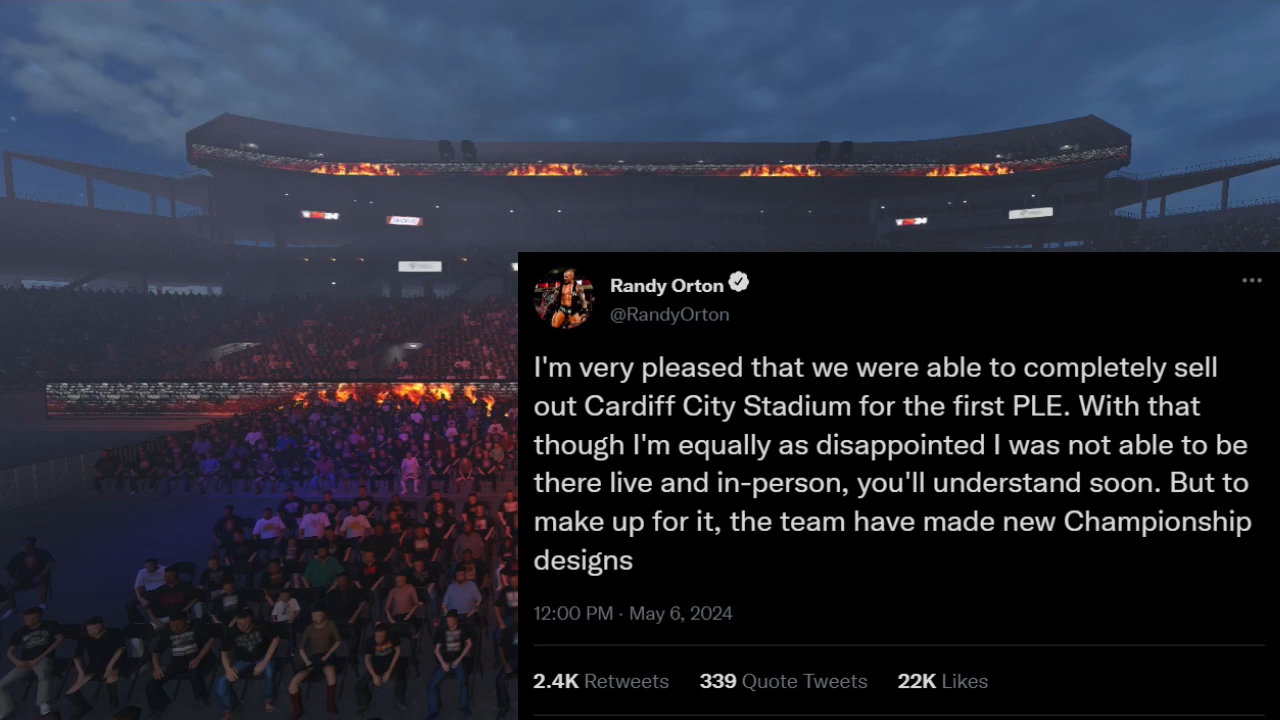 W2K24
W2K24
Randy Orton
@RandyOrton
I'm very pleased that we were able to completely sell
out Cardiff City Stadium for the first PLE. With that
though I'm equally as disappointed I was not able to be
there live and in-person, you'll understand soon. But to
make up for it, the team have made new Championship
designs
12:00 PM · May 6, 2024
2.4K Retweets 339 Quote Tweets 22K Likes